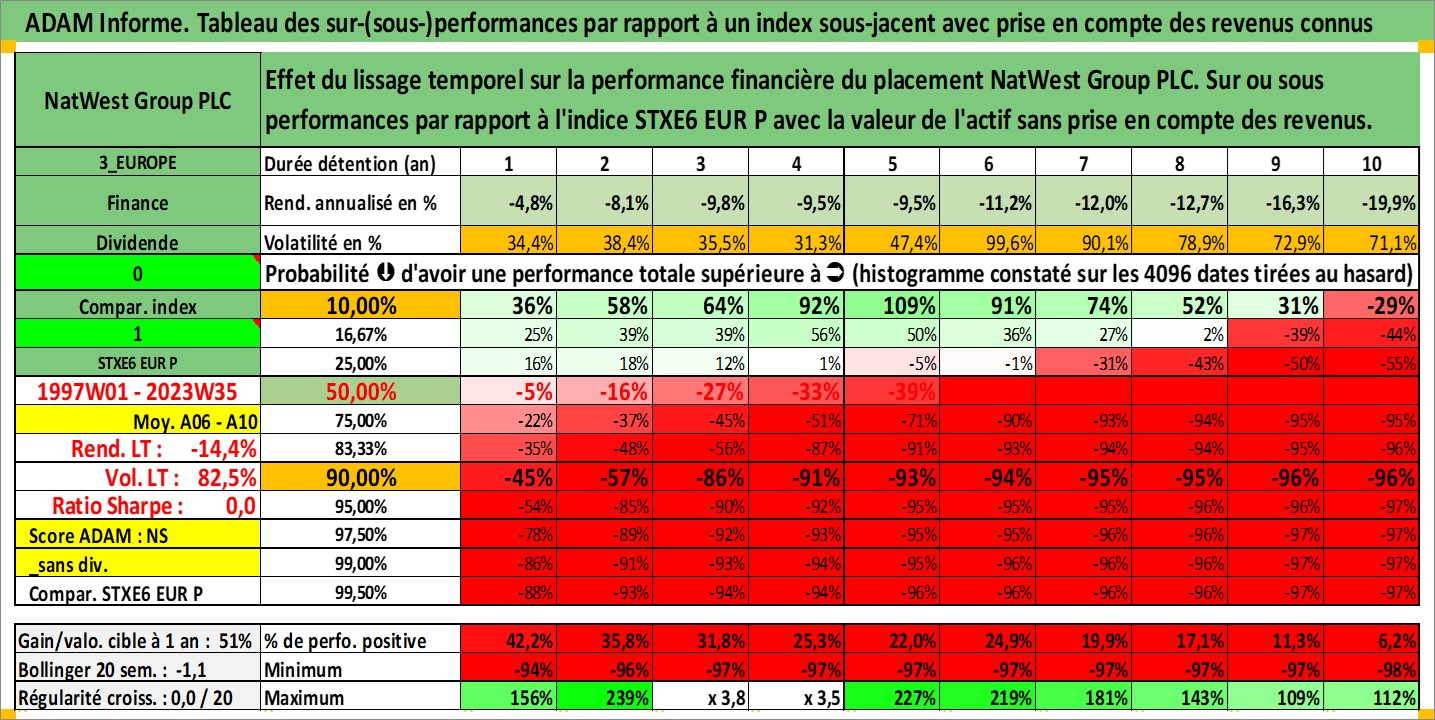 ADAM Informe. Tableau des sur-(sous-)performances par rapport à un index sous-jacent avec prise en compte des revenus connus
NatWest Group PLC
Effet du lissage temporel sur la performance financière du placement NatWest Group PLC. Sur ou sous
performances par rapport à l'indice STXE6 EUR P avec la valeur de l'actif sans prise en compte des revenus.
3_EUROPE Durée détention (an) 1 2 3 4 5 6 7 8 9 10
Finance Rend. annualisé en % -4,8% -8,1% -9,8% -9,5% -9,5% -11,2% -12,0% -12,7% -16,3% -19,9%
Dividende Volatilité en % 34,4% 38,4% 35,5% 31,3% 47,4% 99,6% 90,1% 78,9% 72,9% 71,1%
0 Probabilité ⬇ d'avoir une performance totale supérieure à ➲ (histogramme constaté sur les 4096 dates tirées au hasard)
Compar. index 10,00% 36% 58% 64% 92% 109% 91% 74% 52% 31% -29%
1 16,67% 25% 39% 39% 56% 50% 36% 27% 2% -39% -44%
STXE6 EUR P 25,00% 16% 18% 12% 1% -5% -1% -31% -43% -50% -55%
1997W01 - 2023W35 50,00% -5% -16% -27% -33% -39%
Moy. A06 - A10 75,00% -22% -37% -45% -51% -71% -90% -93% -94% -95% -95%
Rend. LT : -14,4% 83,33% -35% -48% -56% -87% -91% -93% -94% -94% -95% -96%
Vol. LT : 82,5% 90,00% -45% -57% -86% -91% -93% -94% -95% -95% -96% -96%
Ratio Sharpe : 0,0 95,00% -54% -85% -90% -92% -95% -95% -95% -96% -96% -97%
Score ADAM : NS 97,50% -78% -89% -92% -93% -95% -95% -96% -96% -97% -97%
_sans div. 99,00% -86% -91% -93% -94% -95% -96% -96% -96% -97% -97%
Compar. STXE6 EUR P 99,50% -88% -93% -94% -94% -96% -96% -96% -96% -97% -97%
Gain/valo. cible à 1 an : 51% % de perfo. positive 42,2% 35,8% 31,8% 25,3% 22,0% 24,9% 19,9% 17,1% 11,3% 6,2%
Bollinger 20 sem. : -1,1 Minimum -94% -96% -97% -97% -97% -97% -97% -97% -97% -98%
Régularité croiss. : 0,0 / 20 Maximum 156% 239% x 3,8 x 3,5 227% 219% 181% 143% 109% 112%